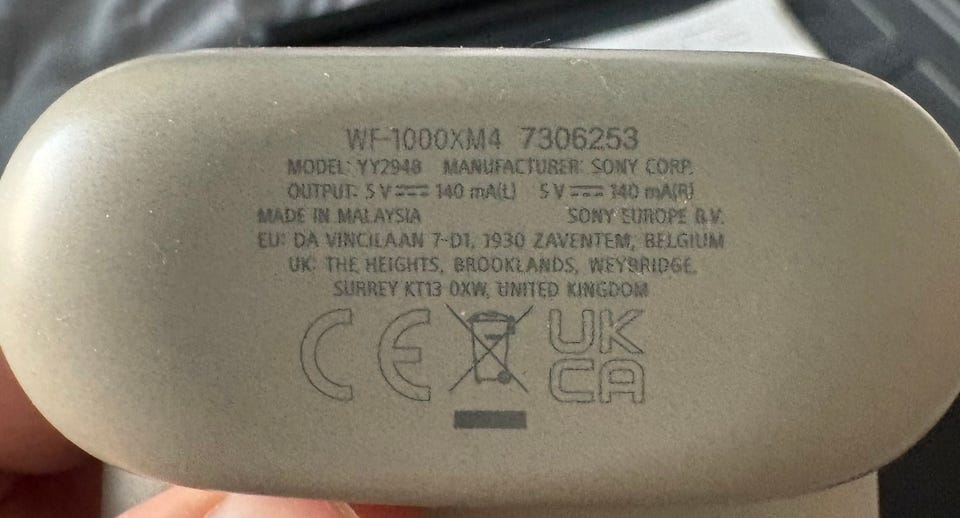 WF-1000XM4 7306253
MODEL: YY2948 MANUFACTURER: SONY CORP.
OUTPUT: 5 V⎓ 140 mA(L) 5 V⎓ 140 mA(R)
MADE IN MALAYSIA SONY EUROPE B.V.
EU: DA VINCILAAN 7-D1, 1930 ZAVENTEM, BELGIUM
UK: THE HEIGHTS, BROOKLANDS, WEYBRIDGE,
SURREY KT13 0XW, UNITED KINGDOM
CE UK
CA